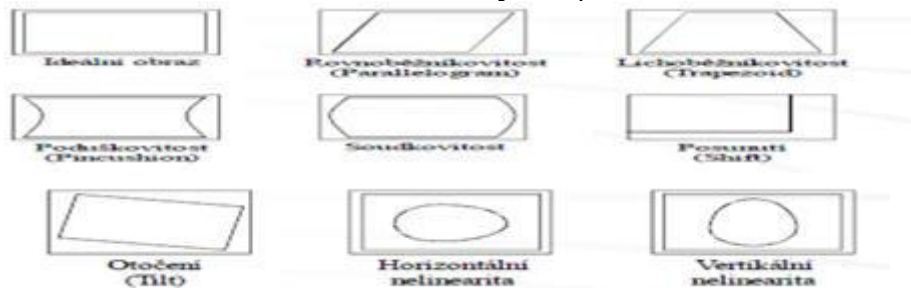 Ideální obraz
Rovnoběžníkovitost
(Parallelogram)
Lichoběžníkovitost
(Trapezoid)
Poduškovitost
(Pincushion)
Soudkovitost
Posunutí
(Shift)
Otočení
(Tilt)
Horizontální
nelinearita
Vertikální
nelinearita